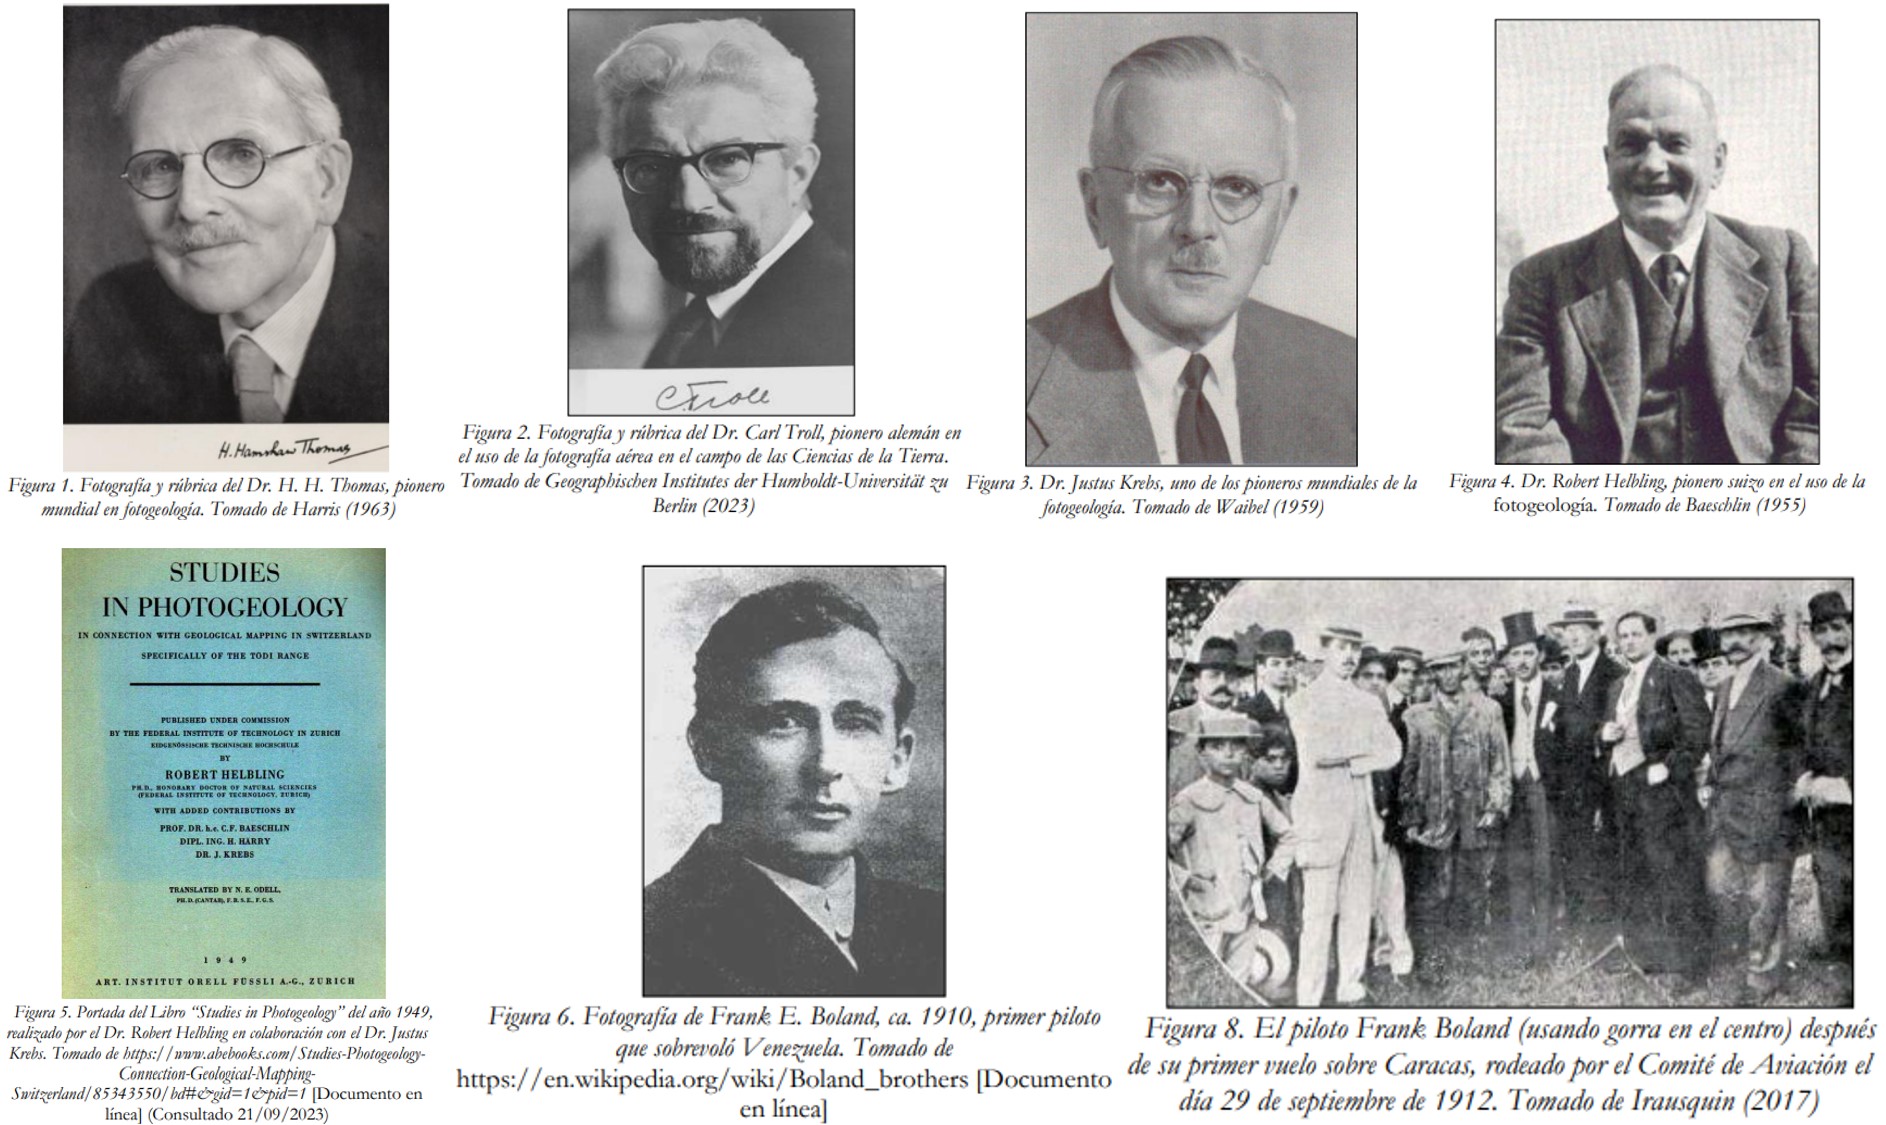 H. Hamshaw Thomas
Figura 1. Fotografía y rúbrica del Dr. H. H. Thomas, pionero
mundial en fotogeología. Tomado de Harris (1963)
C. Troll
Figura 2. Fotografía y rúbrica del Dr. Carl Troll, pionero alemán en
el uso de la fotografía aérea en el campo de las Ciencias de la Tierra.
Tomado de Geographischen Institutes der Humboldt-Universität zu
Berlin (2023)
Figura 3. Dr. Justus Krebs, uno de los pioneros mundiales de la
fotogeología. Tomado de Waibel (1959)
Figura 4. Dr. Robert Helbling, pionero suizo en el uso de la
fotogeología. Tomado de Baeschlin (1955)
STUDIES
IN PHOTOGEOLOGY
IN CONNECTION WITH GEOLOGICAL MAPPING IN SWITZERLAND
SPECIFICALLY OF THE TÖDI RANGE
PUBLISHED UNDER COMMISSION
BY THE FEDERAL INSTITUTE OF TECHNOLOGY IN ZURICH
EIDGENÖSSISCHE TECHNISCHE HOCHSCHULE
BY
ROBERT HELBLING
PH.D., HONORARY DOCTOR OF NATURAL SCIENCES
(FEDERAL INSTITUTE OF TECHNOLOGY, ZURICH)
WITH ADDED CONTRIBUTIONS BY
PROF. DR. h.c. C.F. BAESCHLIN
DIPL. ING. H. HÄRRY
DR. J. KREBS
TRANSLATED BY N. E. ODELL,
PH.D. (CANTAB), F.R.S.E., F.G.S.
1949
ART. INSTITUT ORELL FÜSSLI A.-G., ZÜRICH
Figura 5. Portada del Libro “Studies in Photogeology” del año 1949,
realizado por el Dr. Robert Helbling en colaboración con el Dr. Justus
Krebs. Tomado de https://www.abebooks.com/Studies-Photogeology-
Connection-Geological-Mapping-
Switzerland/85343550/bd#&gid=1&pid=1 [Documento en
línea] (Consultado 21/09/2023)
Figura 6. Fotografía de Frank E. Boland, ca. 1910, primer piloto
que sobrevoló Venezuela. Tomado de
https://en.wikipedia.org/wiki/Boland_brothers [Documento
en línea]
Figura 8. El piloto Frank Boland (usando gorra en el centro) después
de su primer vuelo sobre Caracas, rodeado por el Comité de Aviación el
día 29 de septiembre de 1912. Tomado de Irausquin (2017)